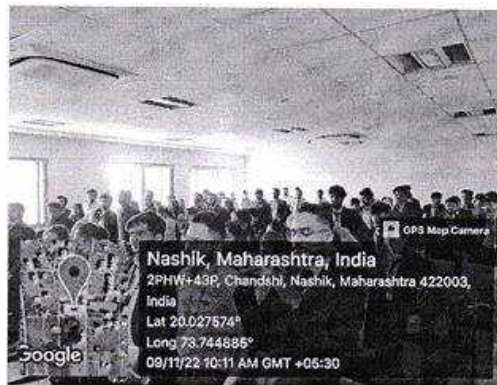 GPS Map Camera
Nashik, Maharashtra, India
2PHW+43P, Chandshi, Nashik, Maharashtra 422003,
India
Lat 20.027574°
Long 73.744885°
09/11/22 10:11 AM GMT +05:30
Google